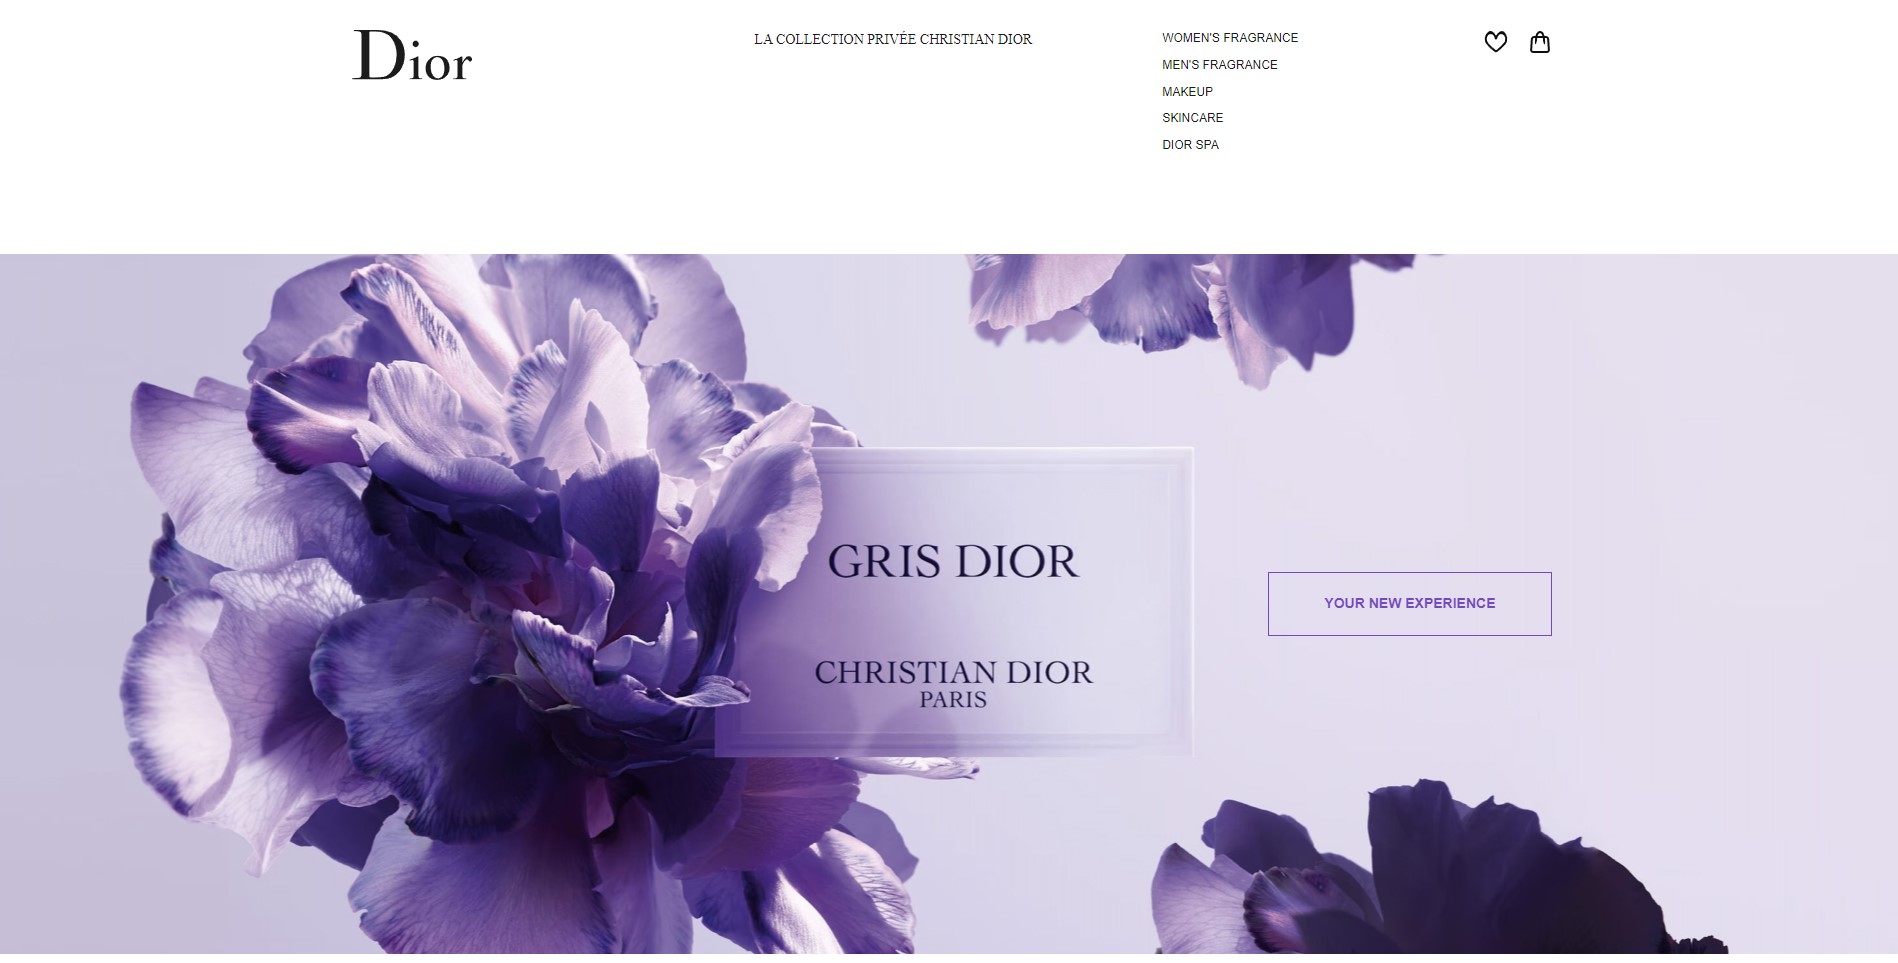 Dior
LA COLLECTION PRIVÉE CHRISTIAN DIOR
WOMEN'S FRAGRANCE
MEN'S FRAGRANCE
MAKEUP
SKINCARE
DIOR SPA
GRIS DIOR
CHRISTIAN DIOR
PARIS
YOUR NEW EXPERIENCE